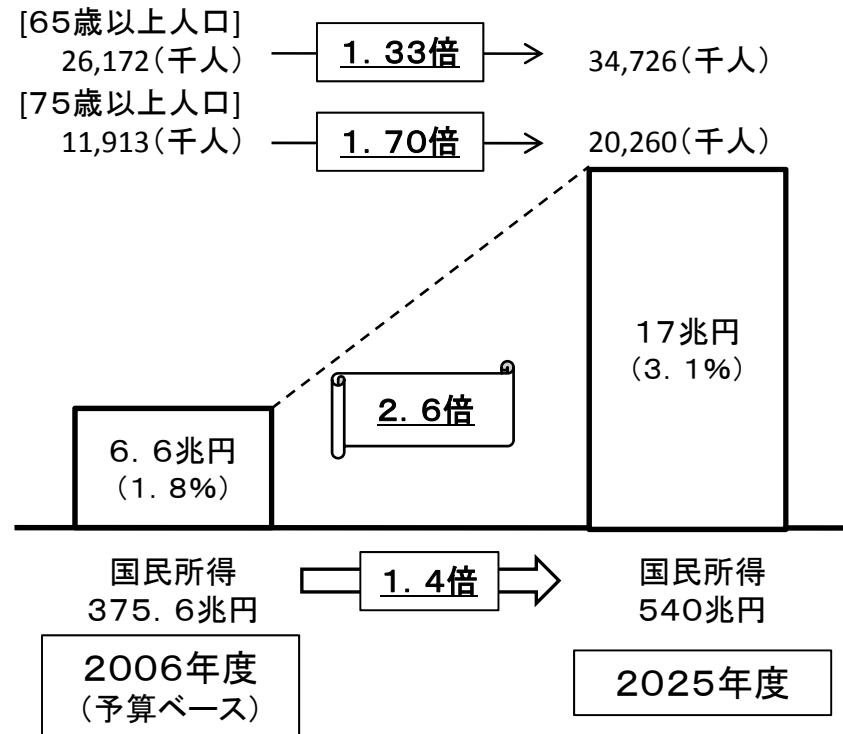 [65歳以上人口]
26,172(千人) 1.33倍 34,726(千人)
[75歳以上人口]
11,913(千人) 1.70倍 20,260(千人)
17兆円
(3.1%)
2.6倍
6.6兆円
(1.8%)
国民所得 1.4倍 国民所得
375.6兆円 540兆円
2006年度 2025年度
(予算ベース)